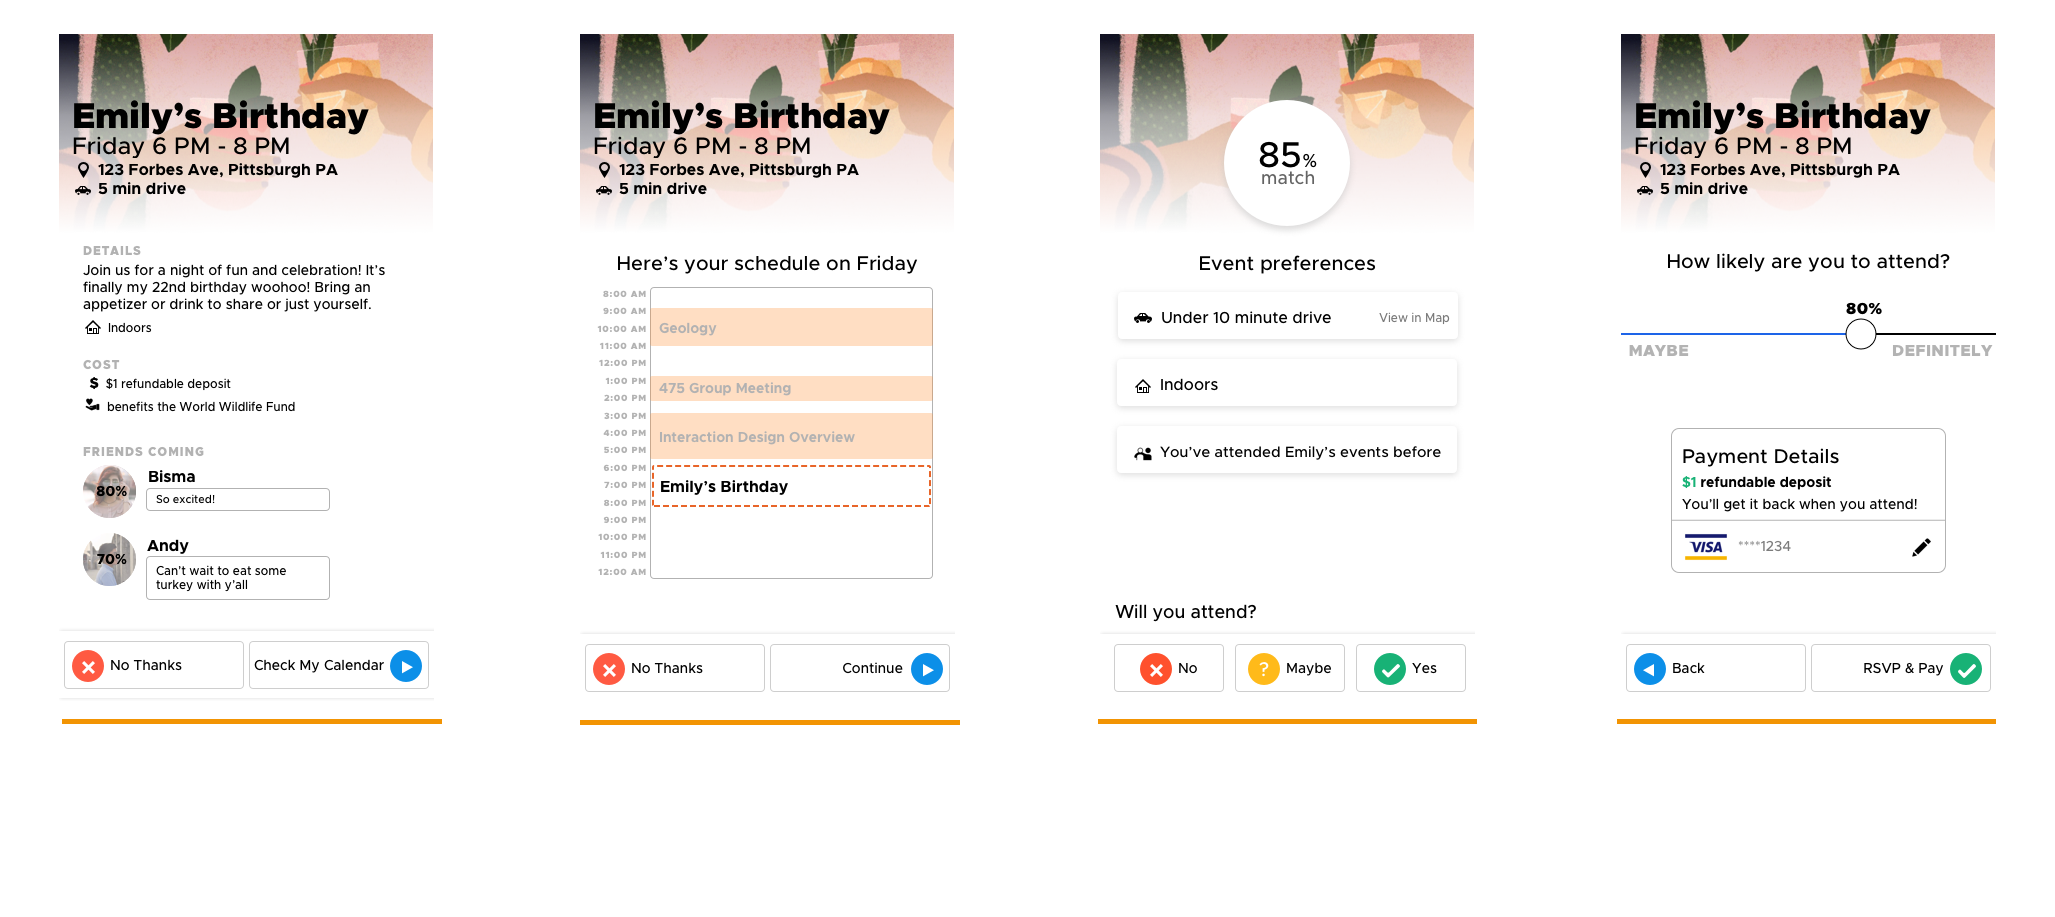 Emily's Birthday
Friday 6 PM - 8 PM
123 Forbes Ave, Pittsburgh PA
5 min drive
DETAILS
Join us for a night of fun and celebration! It's
finally my 22nd birthday woohoo! Bring an
appetizer or drink to share or just yourself.
Indoors
COST
$ $1 refundable deposit
benefits the World Wildlife Fund
FRIENDS COMING
80%
Bisma
So excited!
70%
Andy
Can't wait to eat some
turkey with y'all
No Thanks
Check My Calendar
Emily's Birthday
Friday 6 PM - 8 PM
123 Forbes Ave, Pittsburgh PA
5 min drive
Here's your schedule on Friday
8:00 AM
9:00 AM
10:00 AM
Geology
11:00 AM
12:00 PM
1:00 PM
475 Group Meeting
2:00 PM
3:00 PM
4:00 PM
Interaction Design Overview
5:00 PM
6:00 PM
7:00 PM
Emily's Birthday
8:00 PM
9:00 PM
10:00 PM
11:00 PM
12:00 AM
No Thanks
Continue
85%
match
Event preferences
Under 10 minute drive
View in Map
Indoors
You've attended Emily's events before
Will you attend?
No
? Maybe
Yes
Emily's Birthday
Friday 6 PM - 8 PM
123 Forbes Ave, Pittsburgh PA
5 min drive
How likely are you to attend?
80%
MAYBE
DEFINITELY
Payment Details
$1 refundable deposit
You'll get it back when you attend!
VISA
****1234
Back
RSVP & Pay